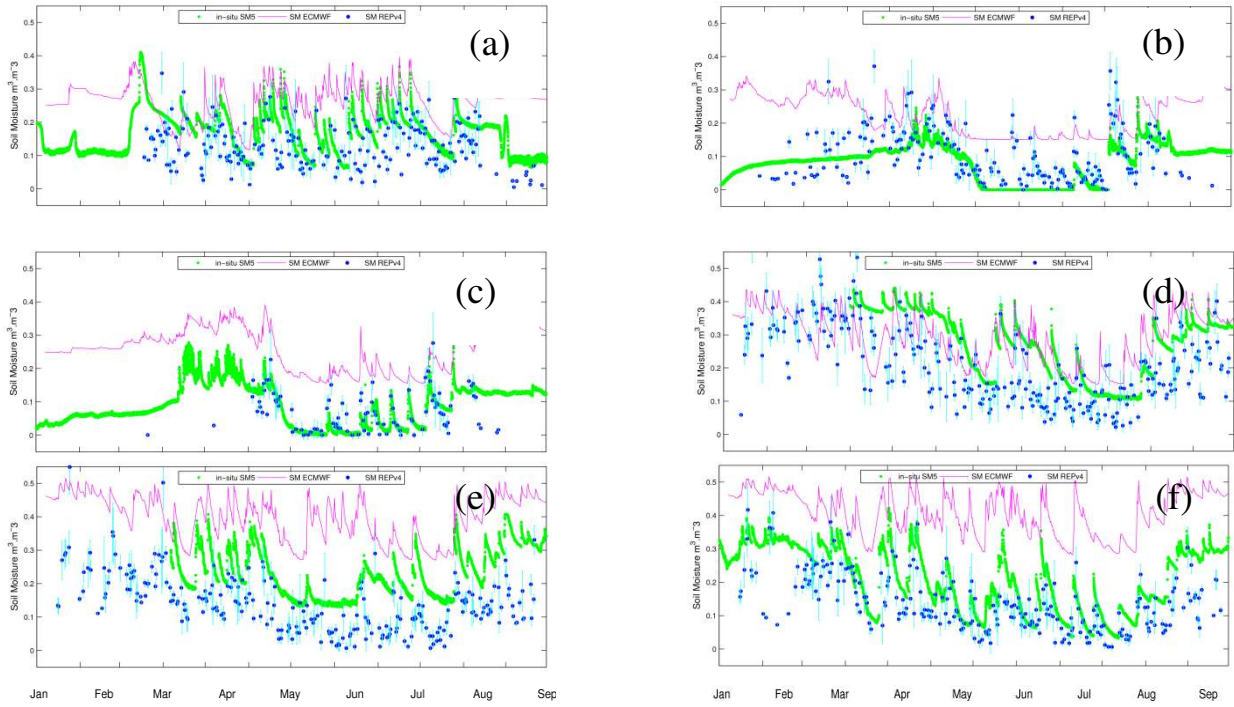 in-situ SM5 SM ECMWF SM REPv4
(a)
Soil Moisture m^3.m^-3
0.5
0.4
0.3
0.2
0.1
0
in-situ SM5 SM ECMWF SM REPv4
(b)
Soil Moisture m^3.m^-3
0.5
0.4
0.3
0.2
0.1
0
in-situ SM5 SM ECMWF SM REPv4
(c)
Soil Moisture m^3.m^-3
0.5
0.4
0.3
0.2
0.1
0
in-situ SM5 SM ECMWF SM REPv4
(d)
Soil Moisture m^3.m^-3
0.5
0.4
0.3
0.2
0.1
0
in-situ SM5 SM ECMWF SM REPv4
(e)
Soil Moisture m^3.m^-3
0.5
0.4
0.3
0.2
0.1
0
in-situ SM5 SM ECMWF SM REPv4
(f)
Soil Moisture m^3.m^-3
0.5
0.4
0.3
0.2
0.1
0
Jan Feb Mar Apr May Jun Jul Aug Sep
Jan Feb Mar Apr May Jun Jul Aug Sep